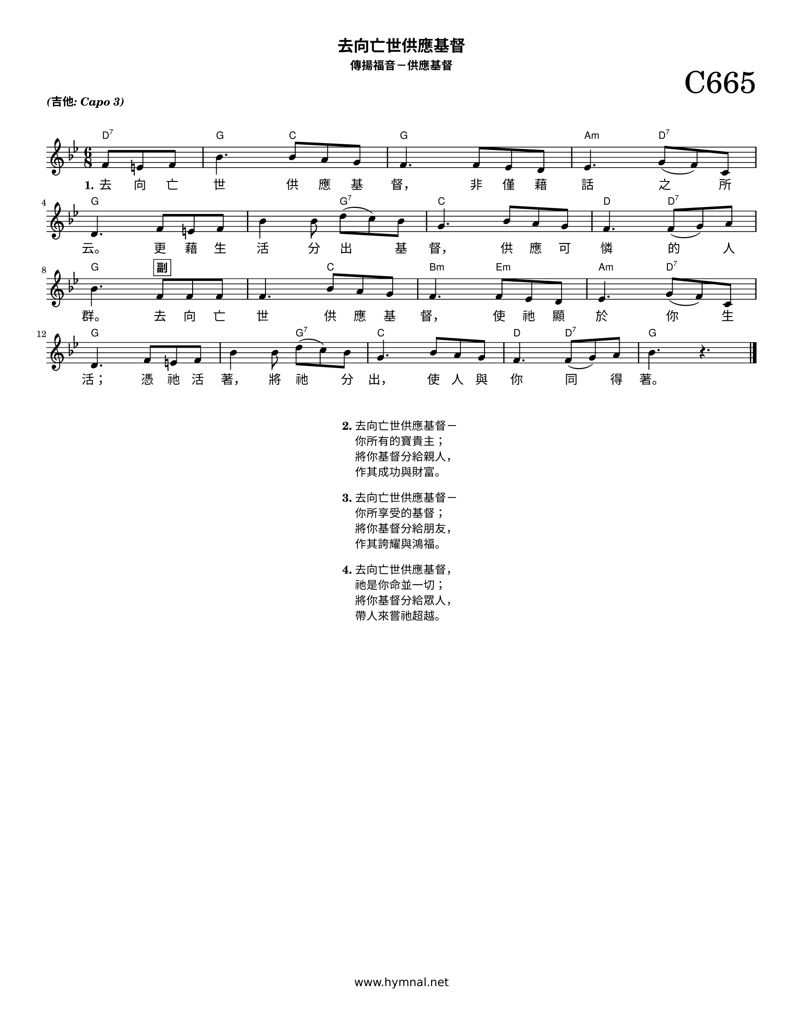 去向亡世供應基督
傳揚福音－供應基督
C665
(吉他: Capo 3)
D7 G C G Am D7
6 8
1. 去 向 亡 世 供 應 基 督， 非 僅 藉 話 之 所
4 G G7 C D D7
云。 更 藉 生 活 分 出 基 督， 供 應 可 憐 的 人
8 G 副 C Bm Em Am D7
群。 去 向 亡 世 供 應 基 督， 使 祂 顯 於 你 生
12 G G7 C D D7 G
活； 憑 祂 活 著， 將 祂 分 出， 使 人 與 你 同 得 著。
2. 去向亡世供應基督－
你所有的寶貴主；
將你基督分給親人，
作其成功與財富。
3. 去向亡世供應基督－
你所享受的基督；
將你基督分給朋友，
作其誇耀與鴻福。
4. 去向亡世供應基督，
祂是你命並一切；
將你基督分給眾人，
帶人來嘗祂超越。
www.hymnal.net